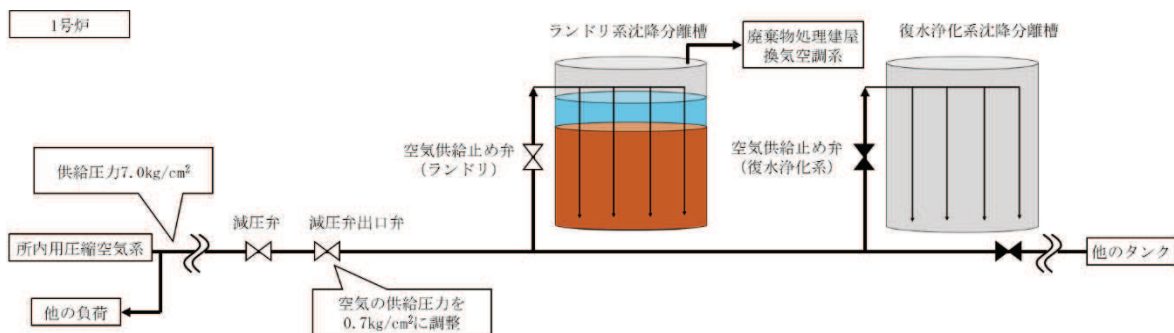 1号炉
ランドリ系沈降分離槽
廃棄物処理建屋
換気空調系
復水浄化系沈降分離槽
空気供給止め弁
(ランドリ)
空気供給止め弁
(復水浄化系)
供給圧力7.0kg/cm²
減圧弁
減圧弁出口弁
所内用圧縮空気系
他のタンク
他の負荷
空気の供給圧力を
0.7kg/cm²に調整